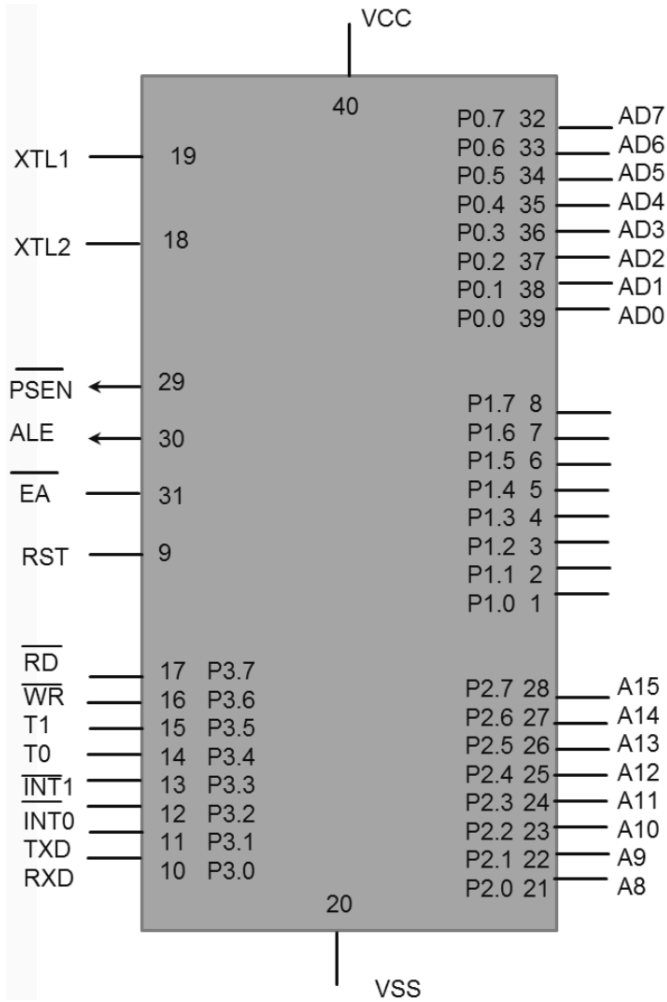 VCC
40
P0.7 32 AD7
P0.6 33 AD6
XTL1 19
P0.5 34 AD5
P0.4 35 AD4
P0.3 36 AD3
XTL2 18
P0.2 37 AD2
P0.1 38 AD1
P0.0 39 AD0
PSEN 29
P1.7 8
ALE 30
P1.6 7
P1.5 6
EA 31
P1.4 5
P1.3 4
P1.2 3
RST 9
P1.1 2
P1.0 1
RD 17 P3.7
P2.7 28 A15
WR 16 P3.6
P2.6 27 A14
T1 15 P3.5
P2.5 26 A13
T0 14 P3.4
P2.4 25 A12
INT1 13 P3.3
P2.3 24 A11
INT0 12 P3.2
P2.2 23 A10
TXD 11 P3.1
P2.1 22 A9
RXD 10 P3.0
P2.0 21 A8
20
VSS